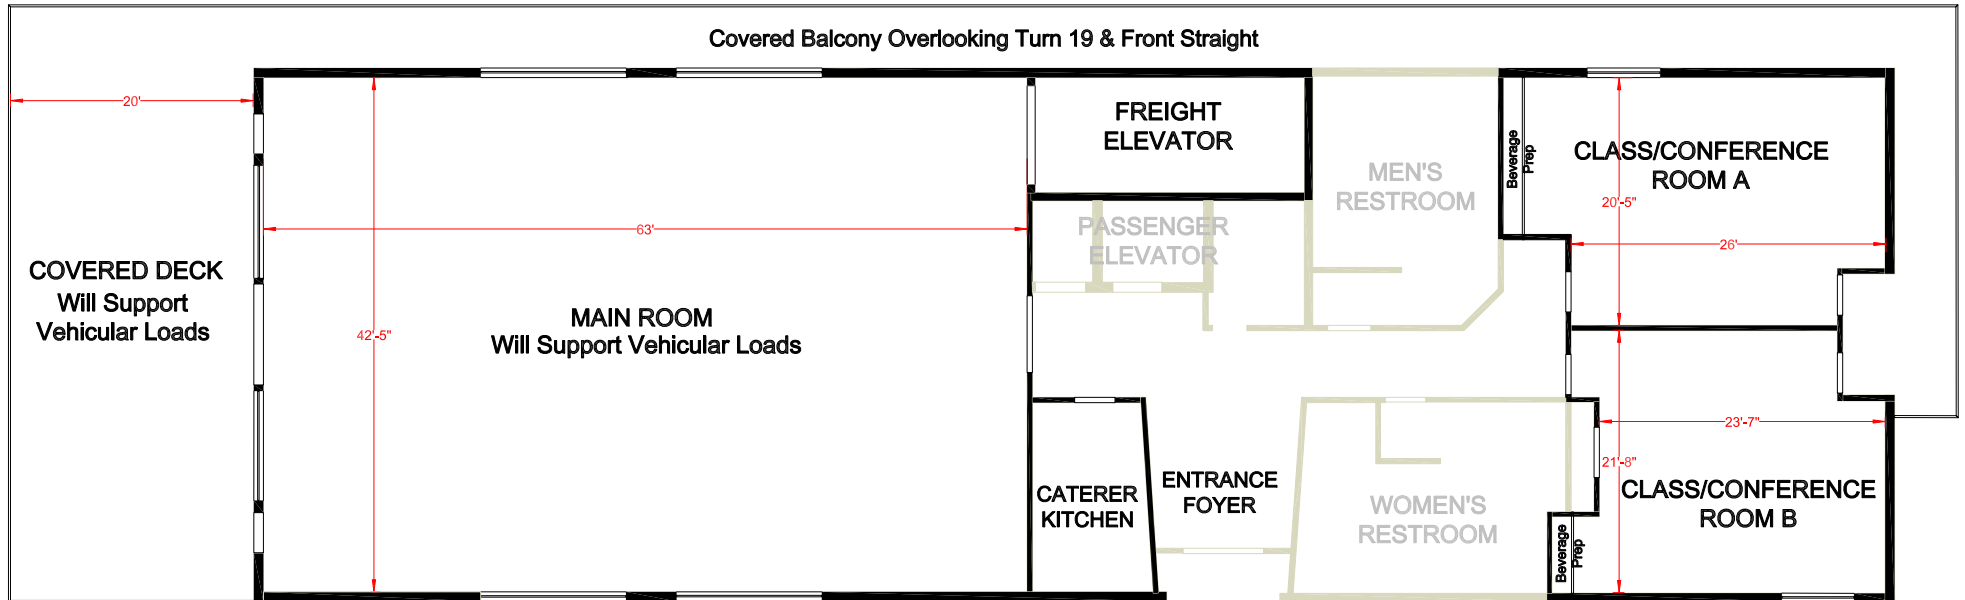 Covered Balcony Overlooking Turn 19 & Front Straight
20'
FREIGHT
ELEVATOR
MEN'S
RESTROOM
Beverage
Prep
CLASS/CONFERENCE
ROOM A
20'-5"
26'
PASSENGER
ELEVATOR
63'
COVERED DECK
Will Support
Vehicular Loads
42'-5"
MAIN ROOM
Will Support Vehicular Loads
CATERER
KITCHEN
ENTRANCE
FOYER
WOMEN'S
RESTROOM
23'-7"
21'-8"
CLASS/CONFERENCE
ROOM B
Beverage
Prep